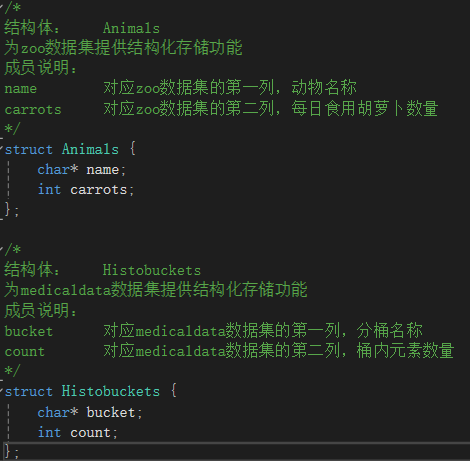 /*
结构体： Animals
为zoo数据集提供结构化存储功能
成员说明：
name 对应zoo数据集的第一列，动物名称
carrots 对应zoo数据集的第二列，每日食用胡萝卜数量
*/
struct Animals {
char* name;
int carrots;
};
/*
结构体： Histobuckets
为medicaldata数据集提供结构化存储功能
成员说明：
bucket 对应medicaldata数据集的第一列，分桶名称
count 对应medicaldata数据集的第二列，桶内元素数量
*/
struct Histobuckets {
char* bucket;
int count;
};